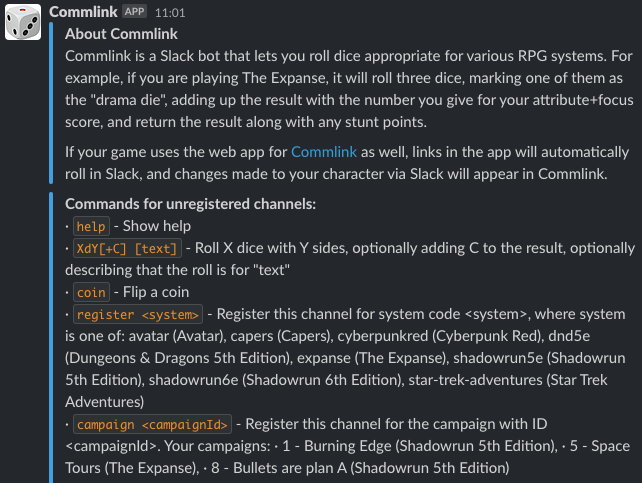 Commlink APP 11:01
About Commlink
Commlink is a Slack bot that lets you roll dice appropriate for various RPG systems. For
example, if you are playing The Expanse, it will roll three dice, marking one of them as
the "drama die", adding up the result with the number you give for your attribute+focus
score, and return the result along with any stunt points.
If your game uses the web app for Commlink as well, links in the app will automatically
roll in Slack, and changes made to your character via Slack will appear in Commlink.
Commands for unregistered channels:
· help - Show help
· XdY[+C] [text] - Roll X dice with Y sides, optionally adding C to the result, optionally
describing that the roll is for "text"
· coin - Flip a coin
· register <system> - Register this channel for system code <system>, where system
is one of: avatar (Avatar), capers (Capers), cyberpunkred (Cyberpunk Red), dnd5e
(Dungeons & Dragons 5th Edition), expanse (The Expanse), shadowrun5e (Shadowrun
5th Edition), shadowrun6e (Shadowrun 6th Edition), star-trek-adventures (Star Trek
Adventures)
· campaign <campaignId> - Register this channel for the campaign with ID
<campaignId>. Your campaigns: · 1 - Burning Edge (Shadowrun 5th Edition), · 5 - Space
Tours (The Expanse), · 8 - Bullets are plan A (Shadowrun 5th Edition)